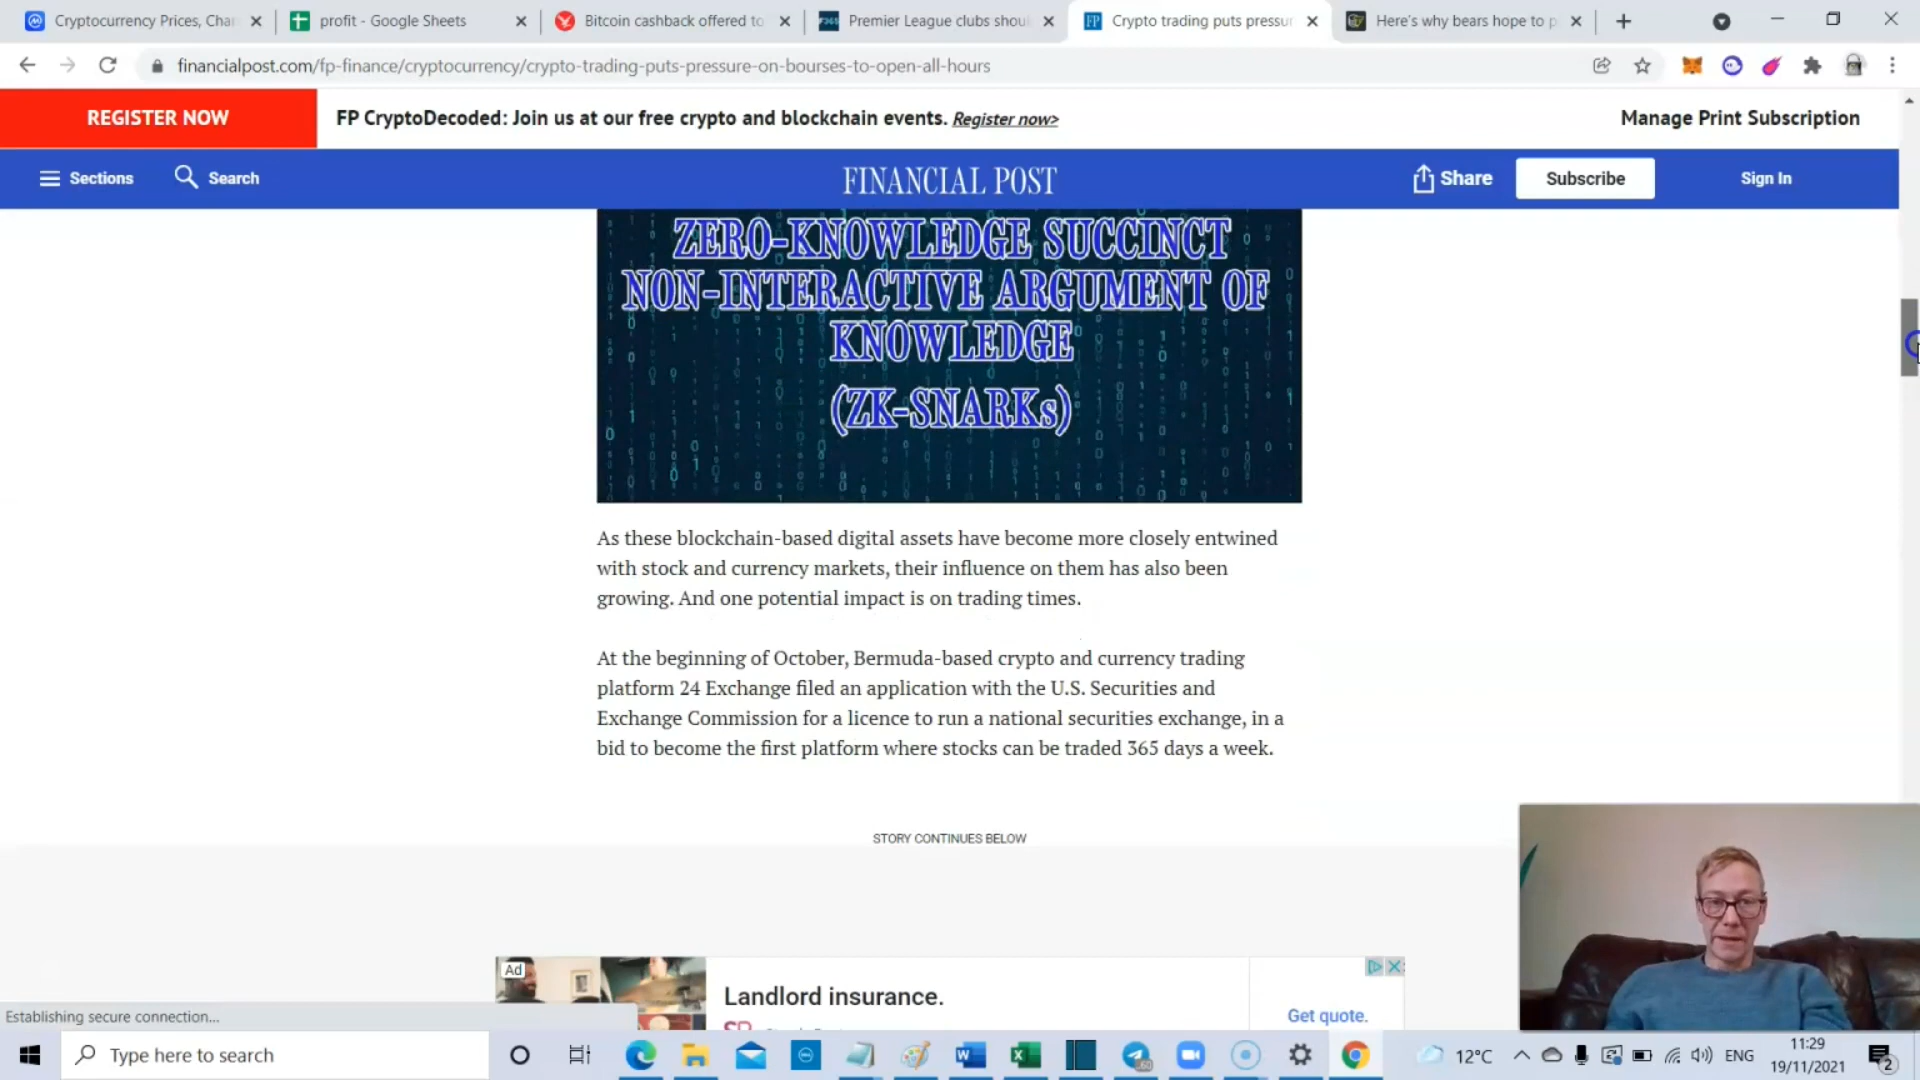 Cryptocurrency Prices, Char
profit - Google Sheets
Bitcoin cashback offered to
Premier League clubs shoul
Crypto trading puts pressur
Here's why bears hope to p
financialpost.com/fp-finance/cryptocurrency/crypto-trading-puts-pressure-on-bourses-to-open-all-hours
REGISTER NOW
FP CryptoDecoded: Join us at our free crypto and blockchain events. Register now>
Manage Print Subscription
Sections
Search
FINANCIAL POST
Share
Subscribe
Sign In
ZERO-KNOWLEDGE SUCCINCT
NON-INTERACTIVE ARGUMENT OF
KNOWLEDGE
(ZK-SNARKs)
As these blockchain-based digital assets have become more closely entwined
with stock and currency markets, their influence on them has also been
growing. And one potential impact is on trading times.
At the beginning of October, Bermuda-based crypto and currency trading
platform 24 Exchange filed an application with the U.S. Securities and
Exchange Commission for a licence to run a national securities exchange, in a
bid to become the first platform where stocks can be traded 365 days a week.
STORY CONTINUES BELOW
Ad
Landlord insurance.
Get quote.
Establishing secure connection...
Type here to search
12°C
ENG
11:29
19/11/2021
2